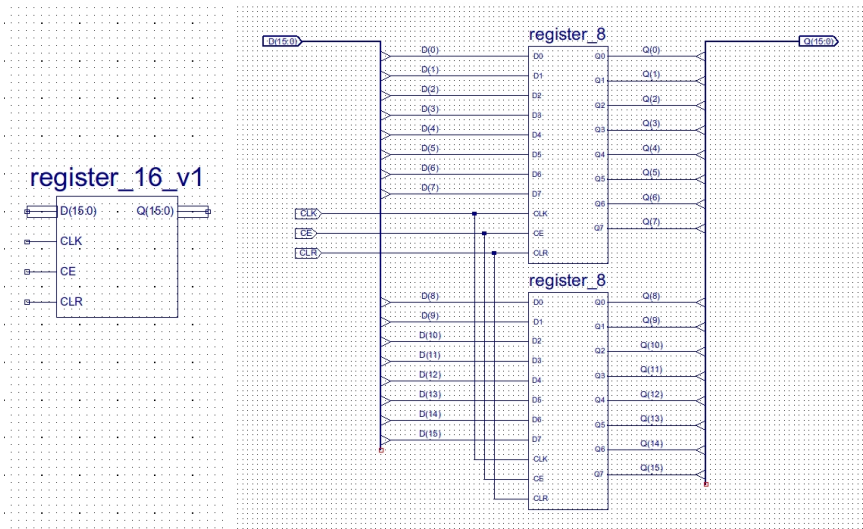 register_16_v1
D(15:0) Q(15:0)
CLK
CE
CLR
D(15:0) Q(15:0)
register_8
D(0) D0 Q0 Q(0)
D(1) D1 Q1 Q(1)
D(2) D2 Q2 Q(2)
D(3) D3 Q3 Q(3)
D(4) D4 Q4 Q(4)
D(5) D5 Q5 Q(5)
D(6) D6 Q6 Q(6)
D(7) D7 Q7 Q(7)
CLK CLK
CE CE
CLR CLR
register_8
D(8) D0 Q0 Q(8)
D(9) D1 Q1 Q(9)
D(10) D2 Q2 Q(10)
D(11) D3 Q3 Q(11)
D(12) D4 Q4 Q(12)
D(13) D5 Q5 Q(13)
D(14) D6 Q6 Q(14)
D(15) D7 Q7 Q(15)
CLK
CE
CLR